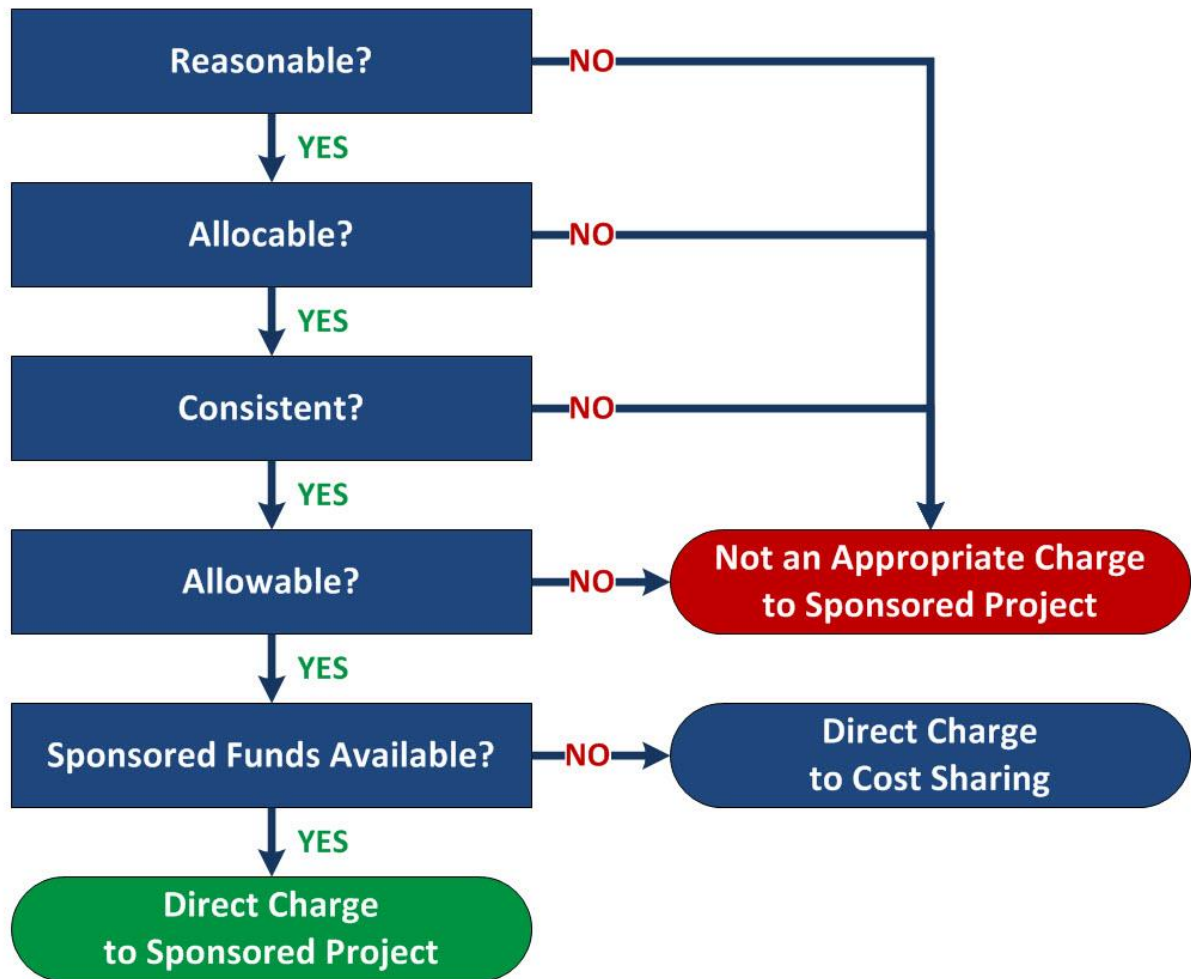 Reasonable?
NO
YES
Allocable?
NO
YES
Consistent?
NO
YES
Allowable?
NO
Not an Appropriate Charge
to Sponsored Project
YES
Sponsored Funds Available?
NO
Direct Charge
to Cost Sharing
YES
Direct Charge
to Sponsored Project